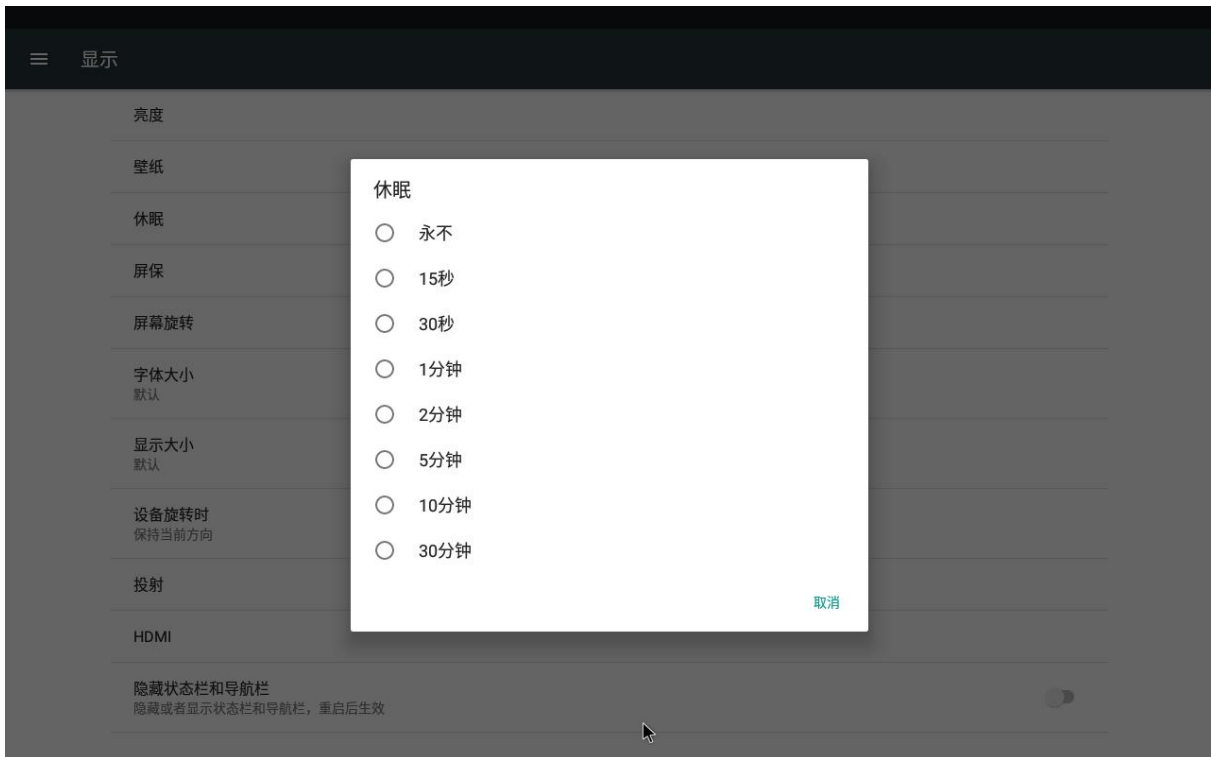 显示
亮度
壁纸
休眠
屏保
屏幕旋转
字体大小
默认
显示大小
默认
设备旋转时
保持当前方向
投射
HDMI
隐藏状态栏和导航栏
隐藏或者显示状态栏和导航栏，重启后生效
休眠
永不
15秒
30秒
1分钟
2分钟
5分钟
10分钟
30分钟
取消